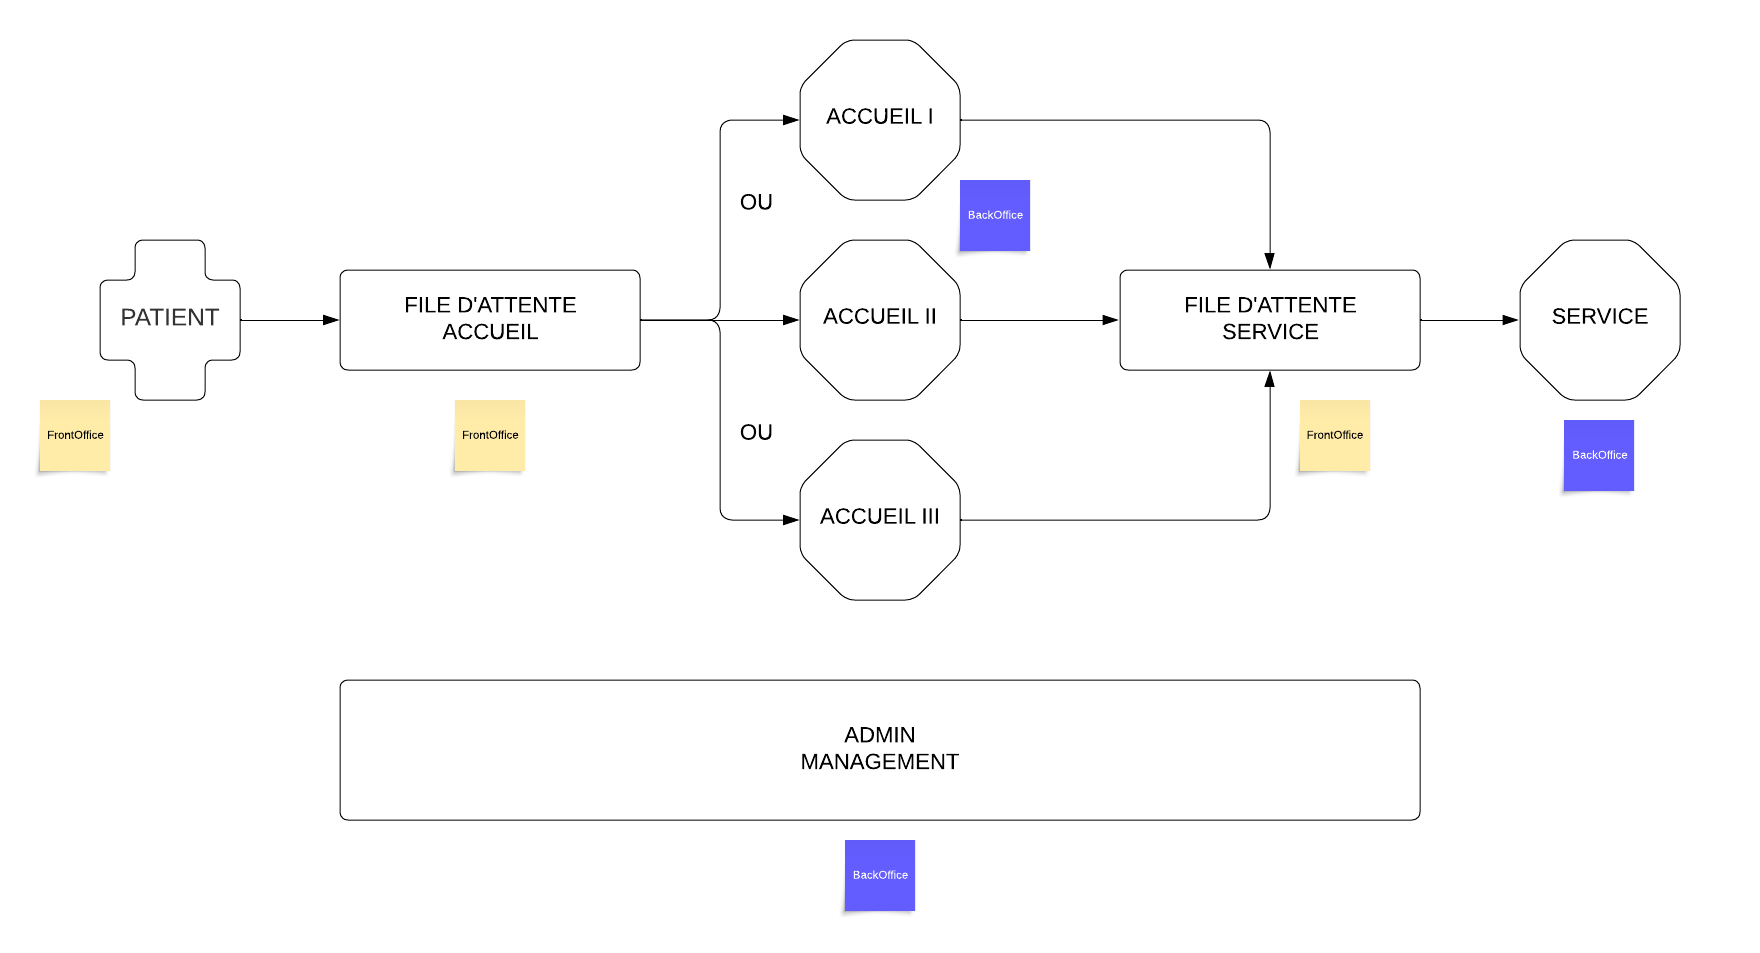 ACCUEIL I
OU
BackOffice
PATIENT
FILE D'ATTENTE
ACCUEIL
ACCUEIL II
FILE D'ATTENTE
SERVICE
SERVICE
FrontOffice
FrontOffice
OU
FrontOffice
BackOffice
ACCUEIL III
ADMIN
MANAGEMENT
BackOffice